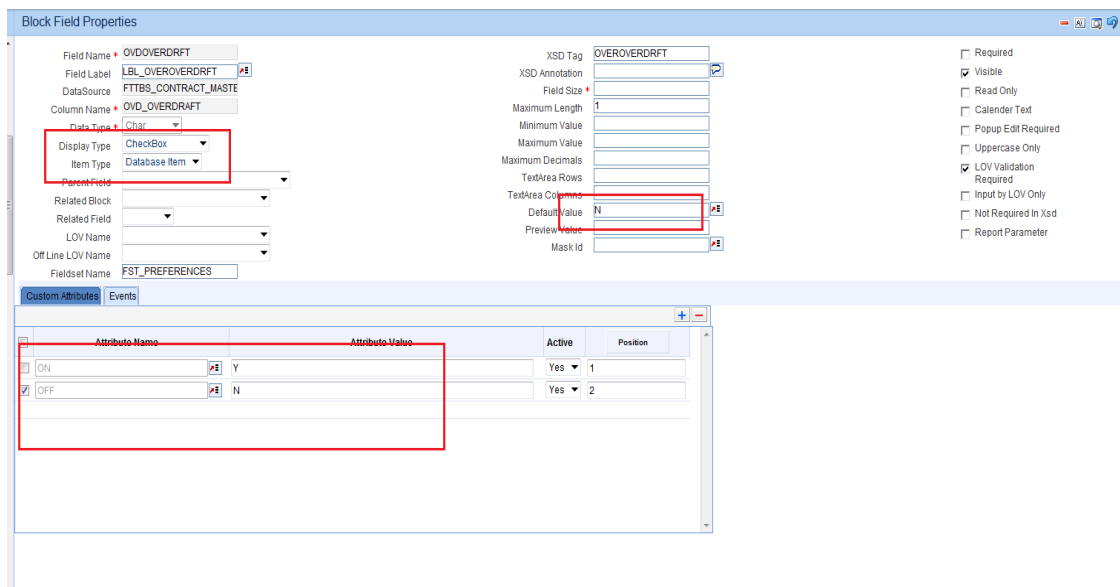 Block Field Properties
Field Name * OVDOVERDRFT
Field Label LBL_OVEROVERDRFT
DataSource FTTBS_CONTRACT_MASTE
Column Name * OVD_OVERDRAFT
Data Type * Char
Display Type CheckBox
Item Type Database Item
Parent Field
Related Block
Related Field
LOV Name
Off Line LOV Name
Fieldset Name FST_PREFERENCES
XSD Tag OVEROVERDRFT
XSD Annotation
Field Size *
Maximum Length 1
Minimum Value
Maximum Value
Maximum Decimals
TextArea Rows
TextArea Columns
Default Value N
Preview Value
Mask Id
Required
Visible
Read Only
Calender Text
Popup Edit Required
Uppercase Only
LOV Validation
Required
Input by LOV Only
Not Required In Xsd
Report Parameter
Custom Attributes Events
Attribute Name Attribute Value Active Position
ON Y Yes 1
OFF N Yes 2